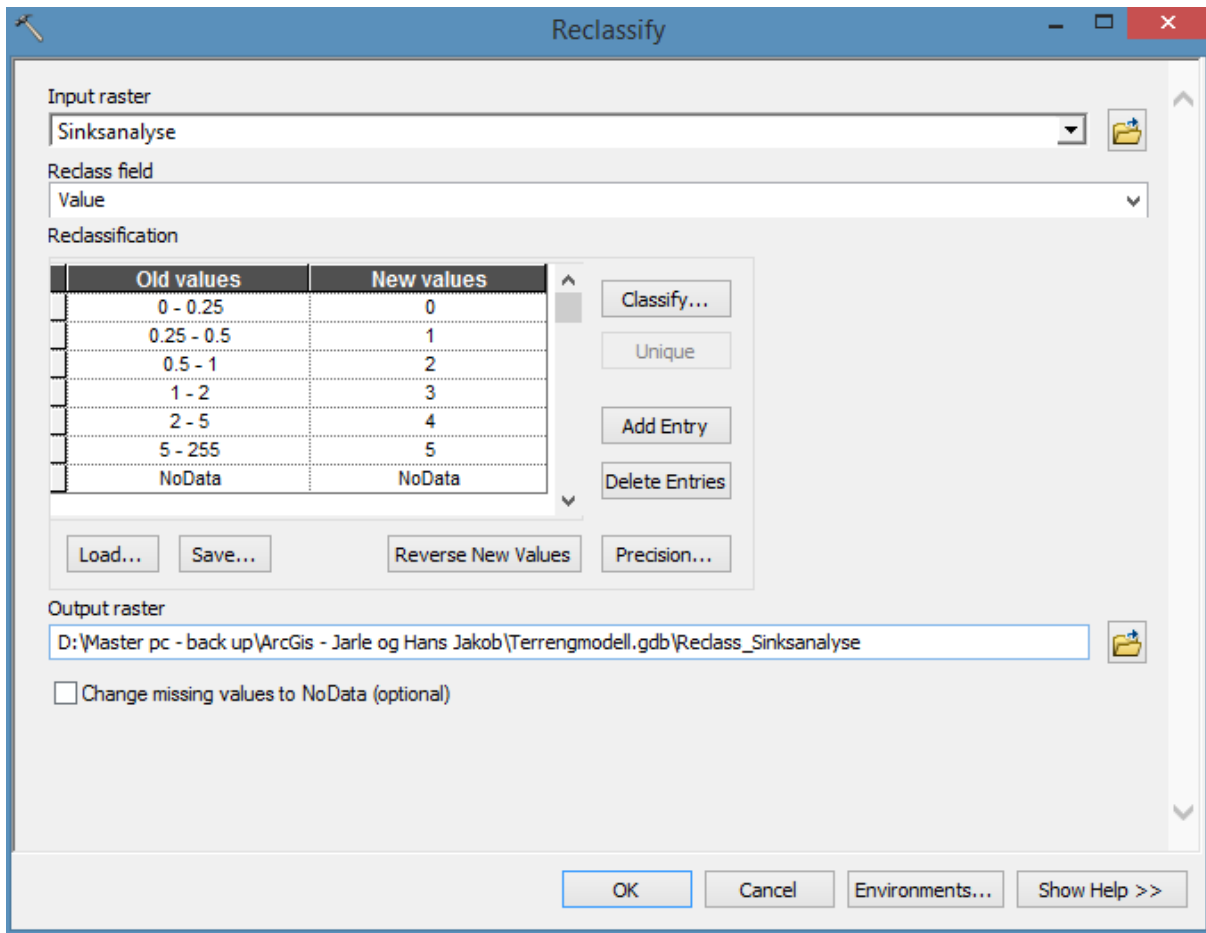 Reclassify
Input raster
Sinksanalyse
Reclass field
Value
Reclassification
Old values New values
0 - 0.25 0
0.25 - 0.5 1
0.5 - 1 2
1 - 2 3
2 - 5 4
5 - 255 5
NoData NoData
Classify...
Unique
Add Entry
Delete Entries
Load... Save... Reverse New Values Precision...
Output raster
D:\Master pc - back up\ArcGis - Jarle og Hans Jakob\Terrengmodell.gdb\Reclass_Sinksanalyse
Change missing values to NoData (optional)
OK Cancel Environments... Show Help >>